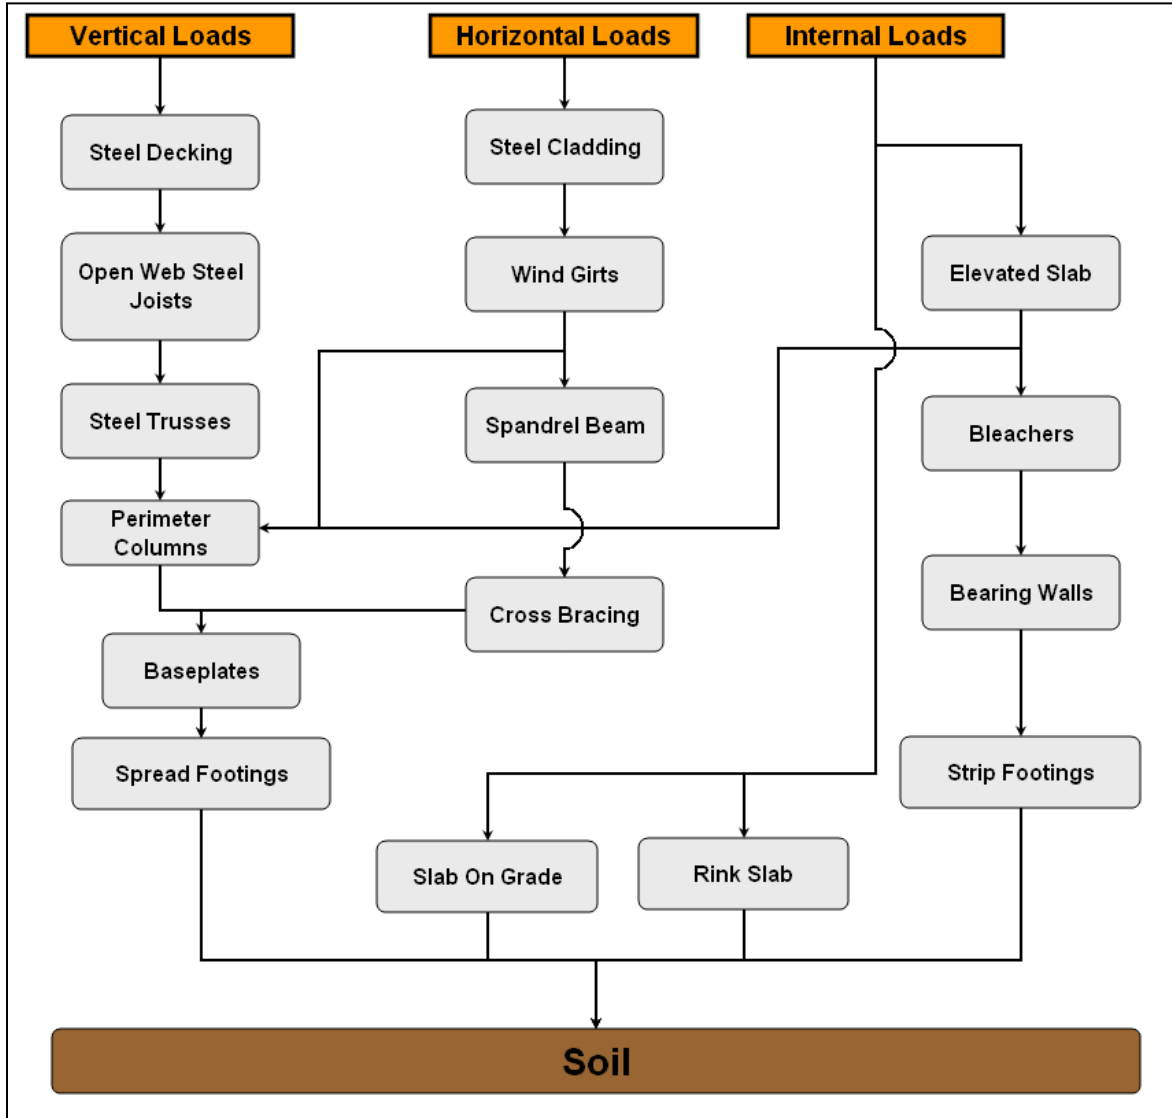 Vertical Loads
Horizontal Loads
Internal Loads
Steel Decking
Steel Cladding
Open Web Steel
Joists
Wind Girts
Elevated Slab
Steel Trusses
Spandrel Beam
Bleachers
Perimeter
Columns
Cross Bracing
Bearing Walls
Baseplates
Spread Footings
Strip Footings
Slab On Grade
Rink Slab
Soil